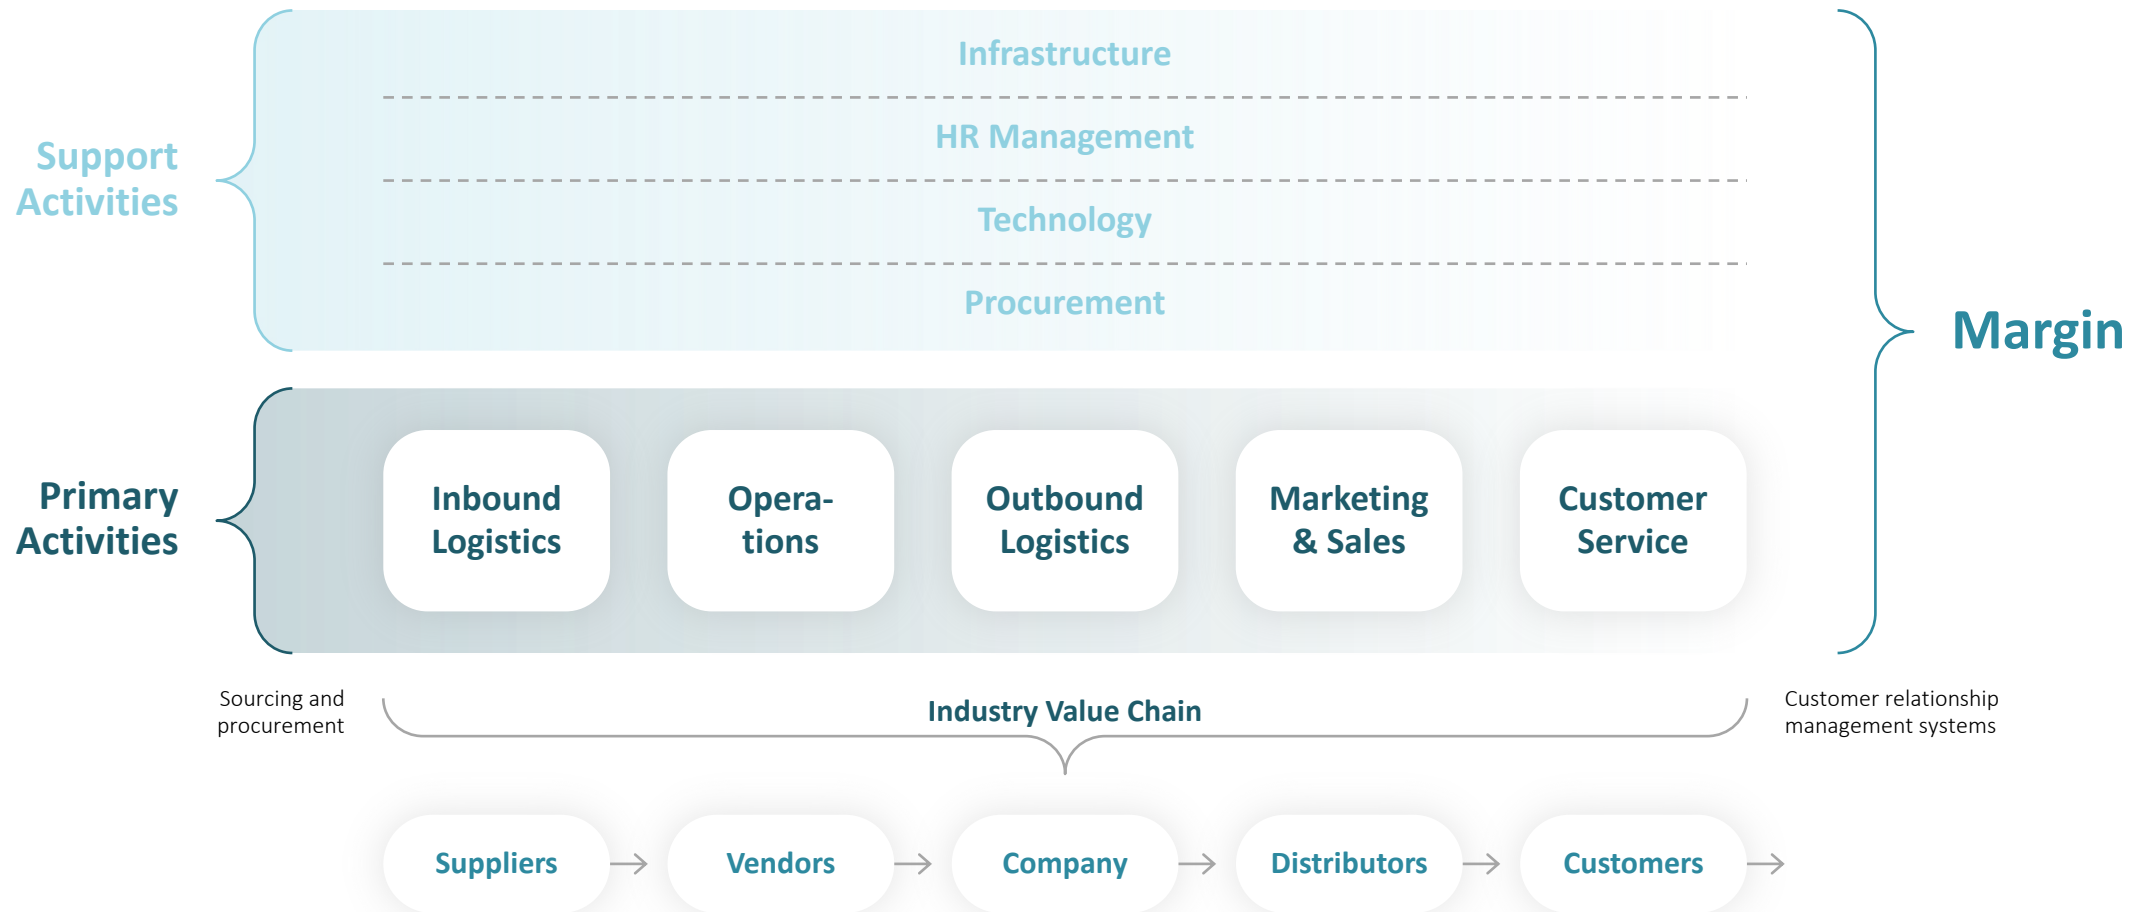 Infrastructure
HR Management
Support
Activities
Technology
Procurement
Margin
Primary
Activities
Inbound
Logistics
Opera-
tions
Outbound
Logistics
Marketing
& Sales
Customer
Service
Sourcing and
procurement
Industry Value Chain
Customer relationship
management systems
Suppliers
Vendors
Company
Distributors
Customers